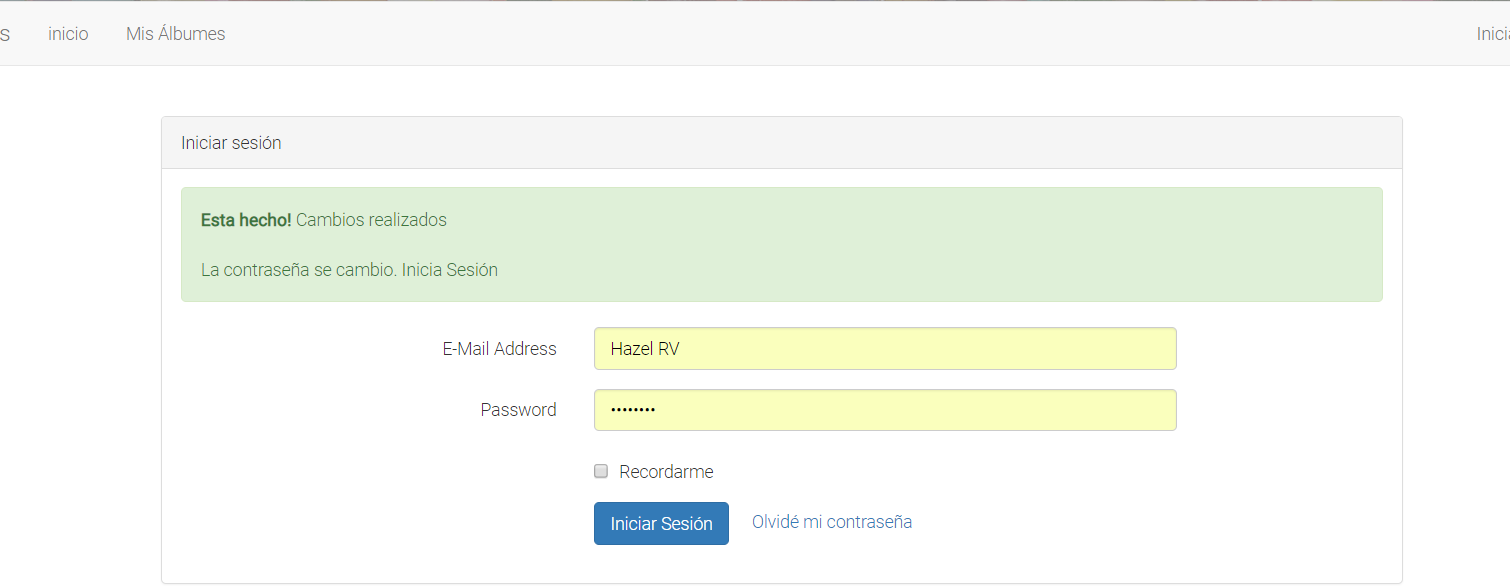 s inicio Mis Álbumes Inici
Iniciar sesión
Esta hecho! Cambios realizados
La contraseña se cambio. Inicia Sesión
E-Mail Address Hazel RV
Password ••••••••
Recordarme
Iniciar Sesión Olvidé mi contraseña